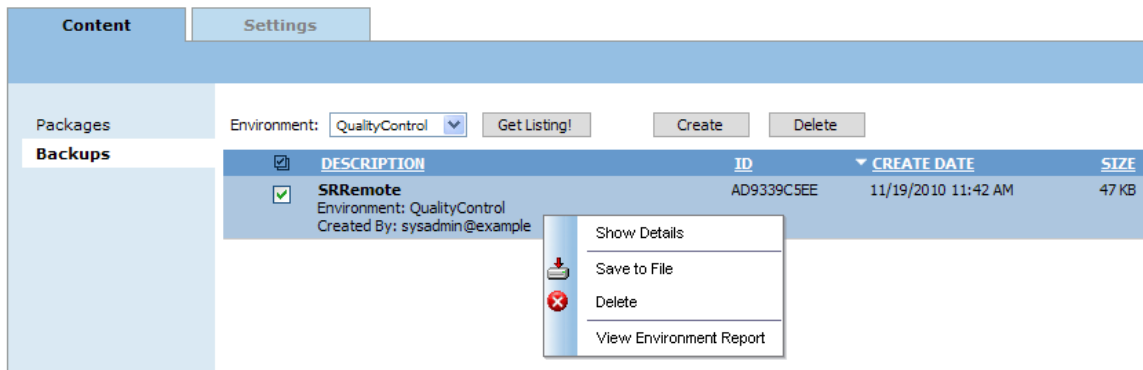 Content Settings
Packages
Backups
Environment: QualityControl Get Listing! Create Delete
DESCRIPTION ID CREATE DATE SIZE
SRRemote AD9339C5EE 11/19/2010 11:42 AM 47 KB
Environment: QualityControl
Created By: sysadmin@example
Show Details
Save to File
Delete
View Environment Report